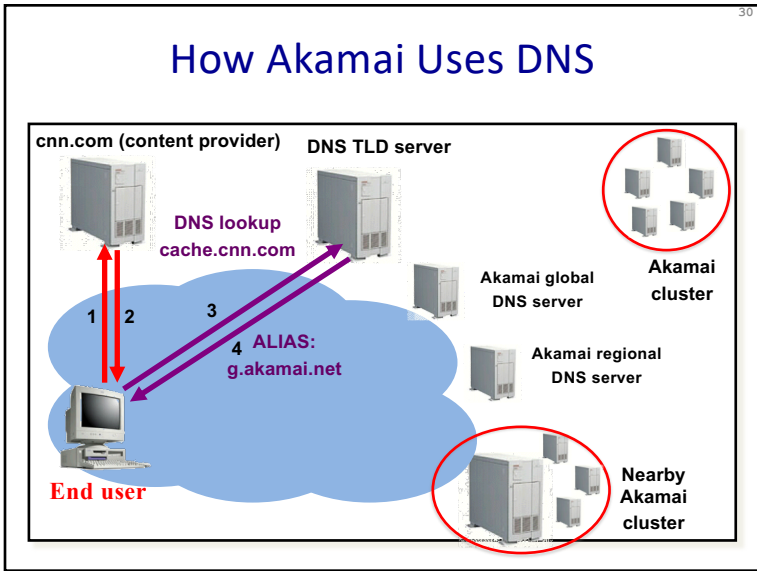 30
How Akamai Uses DNS
cnn.com (content provider)
DNS TLD server
DNS lookup
cache.cnn.com
Akamai
cluster
Akamai global
DNS server
1
2
3
4
ALIAS:
g.akamai.net
Akamai regional
DNS server
End user
Nearby
Akamai
cluster